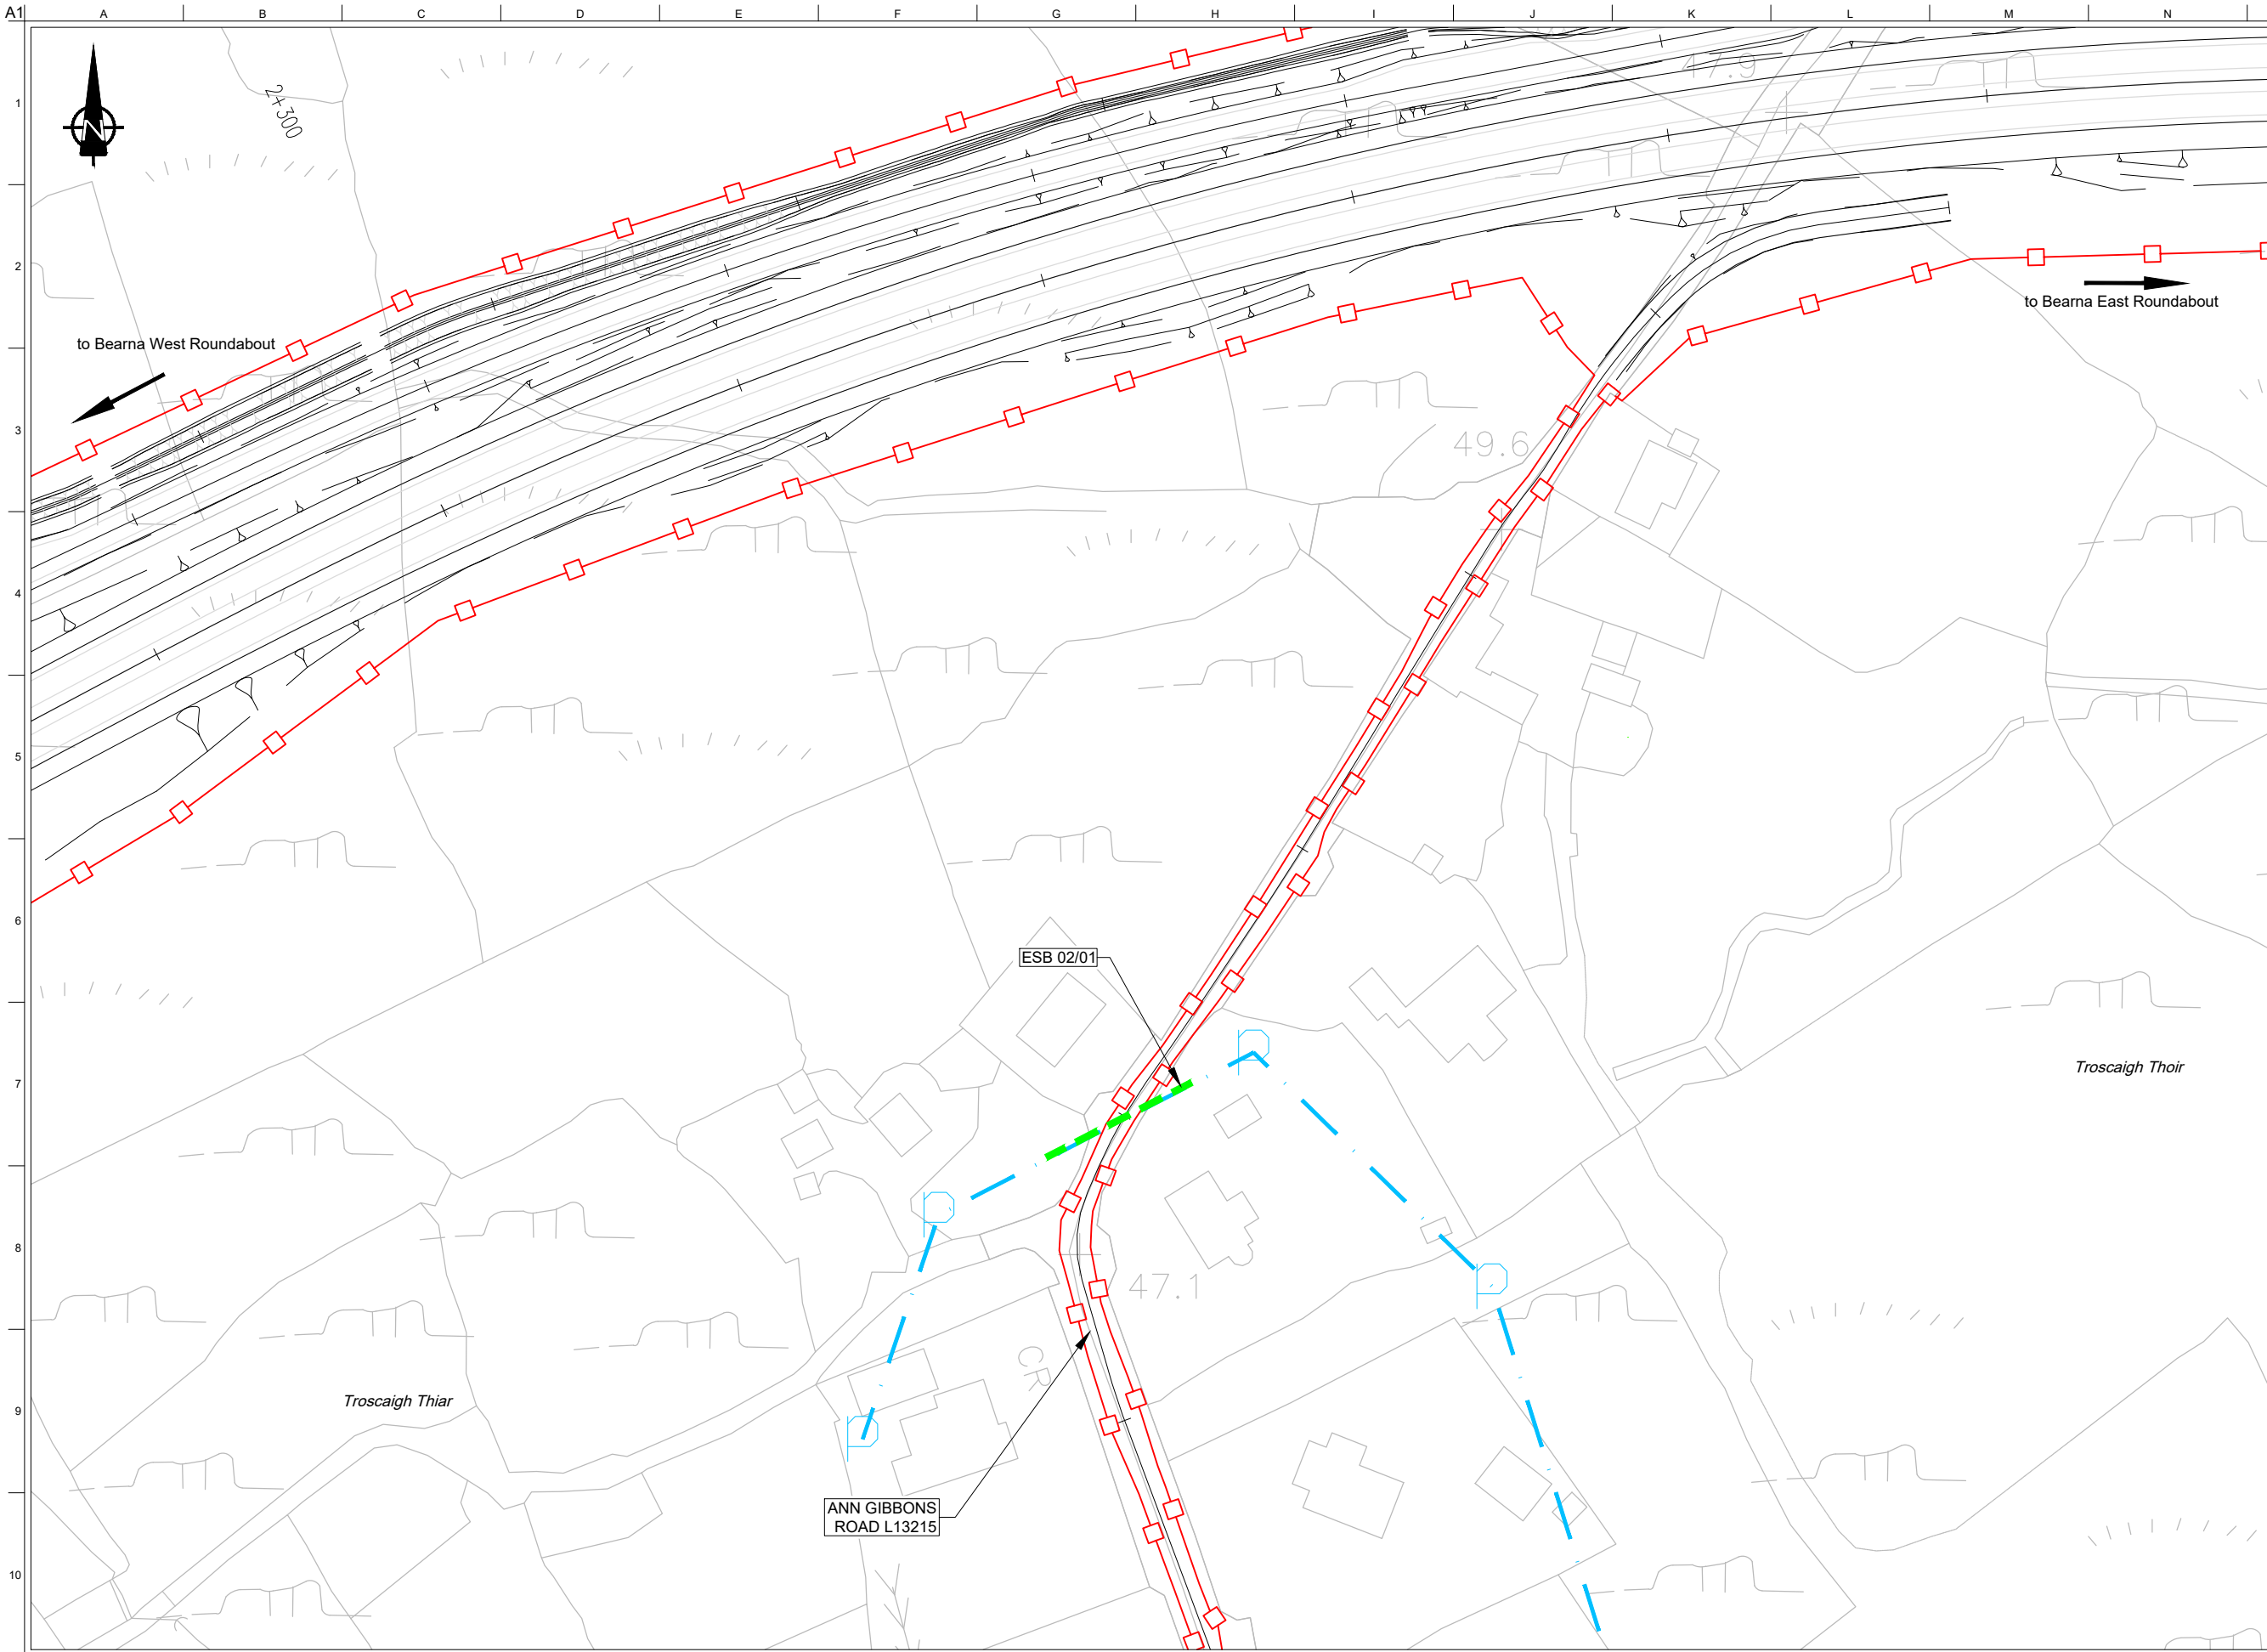 A1
A B C D E F G H I J K L M N
1
2
3
4
5
6
7
8
9
10
N
2+300
47.9
to Bearna West Roundabout
to Bearna East Roundabout
49.6
ESB 02/01
Troscaigh Thoir
47.1
CR
Troscaigh Thiar
ANN GIBBONS
ROAD L13215
P
P
P
P